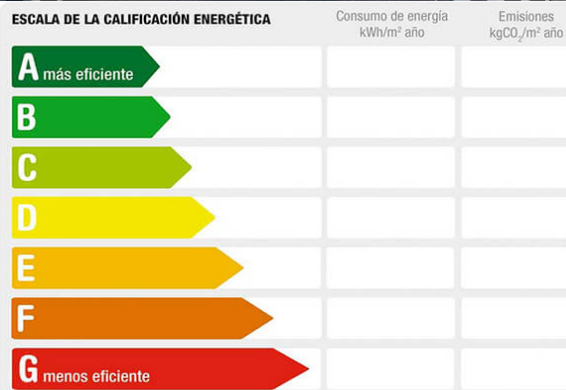 ESCALA DE LA CALIFICACIÓN ENERGÉTICA
Consumo de energía
kWh/m² año
Emisiones
kgCO₂/m² año
A más eficiente
B
C
D
E
F
G menos eficiente